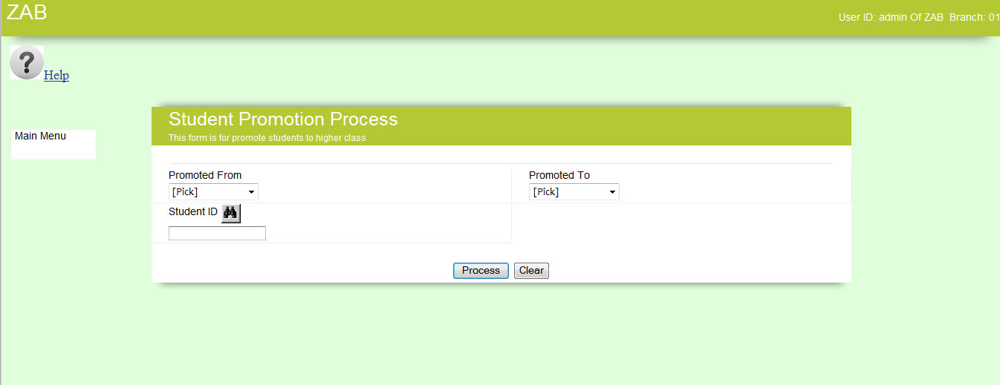 ZAB
User ID: admin Of ZAB Branch: 01
?
Help
Main Menu
Student Promotion Process
This form is for promote students to higher class
Promoted From
Promoted To
[Pick]
[Pick]
Student ID
Process
Clear